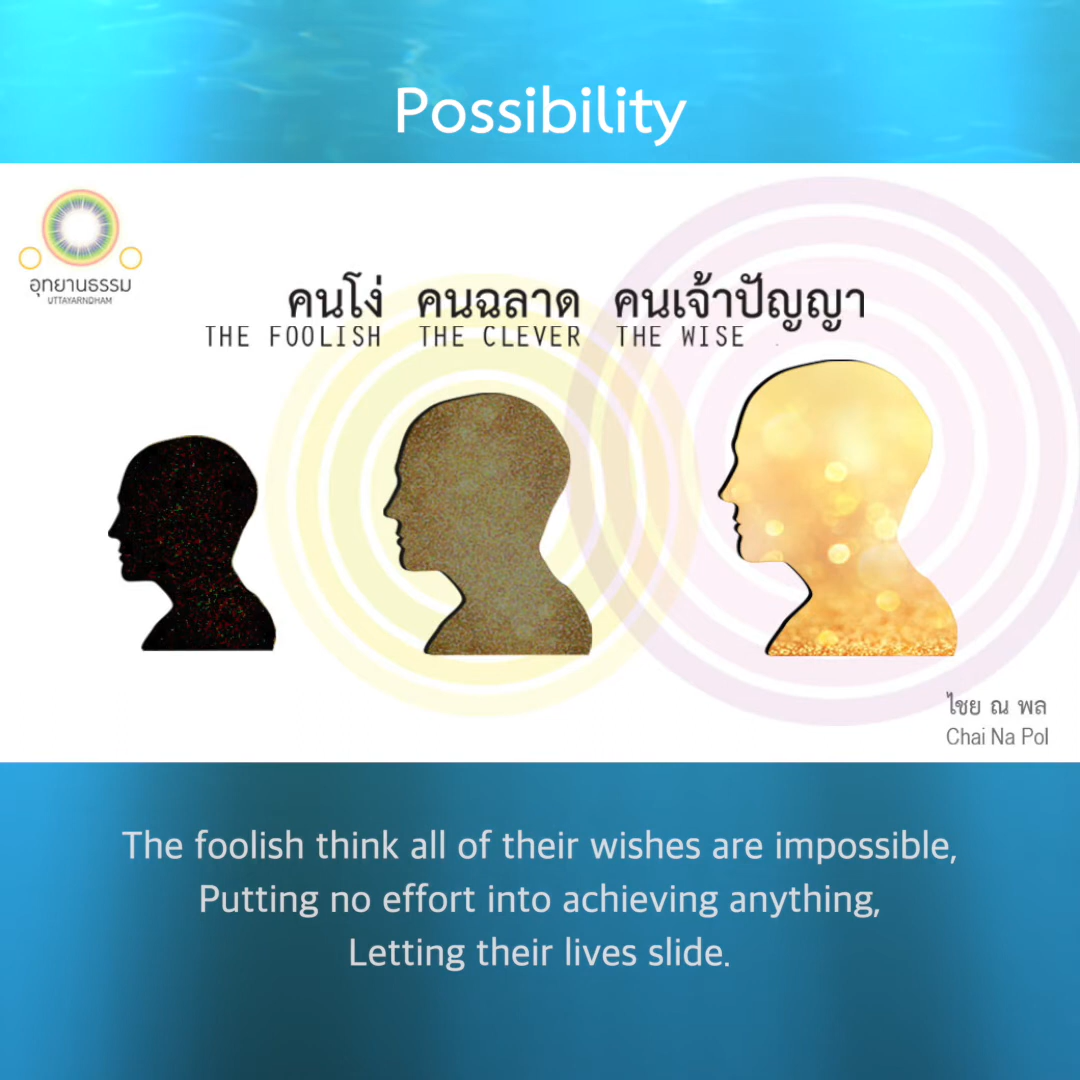 Possibility
อุทยานธรรม
UTTAYARNDHAM
คนโง่ คนฉลาด คนเจ้าปัญญา
THE FOOLISH THE CLEVER THE WISE
ไชย ณ พล
Chai Na Pol
The foolish think all of their wishes are impossible,
Putting no effort into achieving anything,
Letting their lives slide.